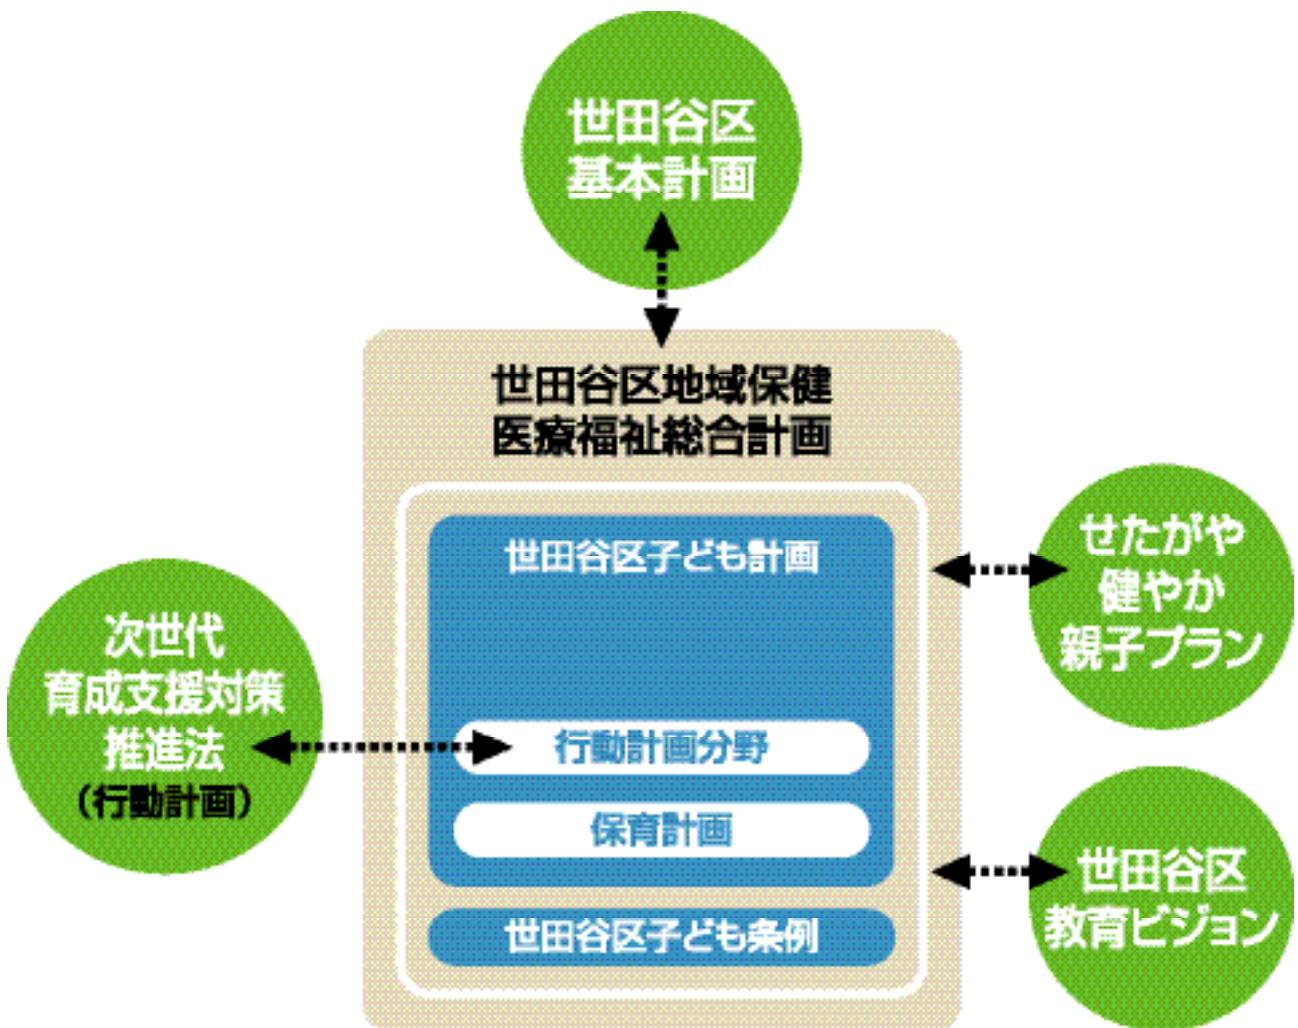 世田谷区
基本計画
世田谷区地域保健
医療福祉総合計画
世田谷区子ども計画
行動計画分野
保育計画
世田谷区子ども条例
次世代
育成支援対策
推進法
（行動計画）
せたがや
健やか
親子プラン
世田谷区
教育ビジョン